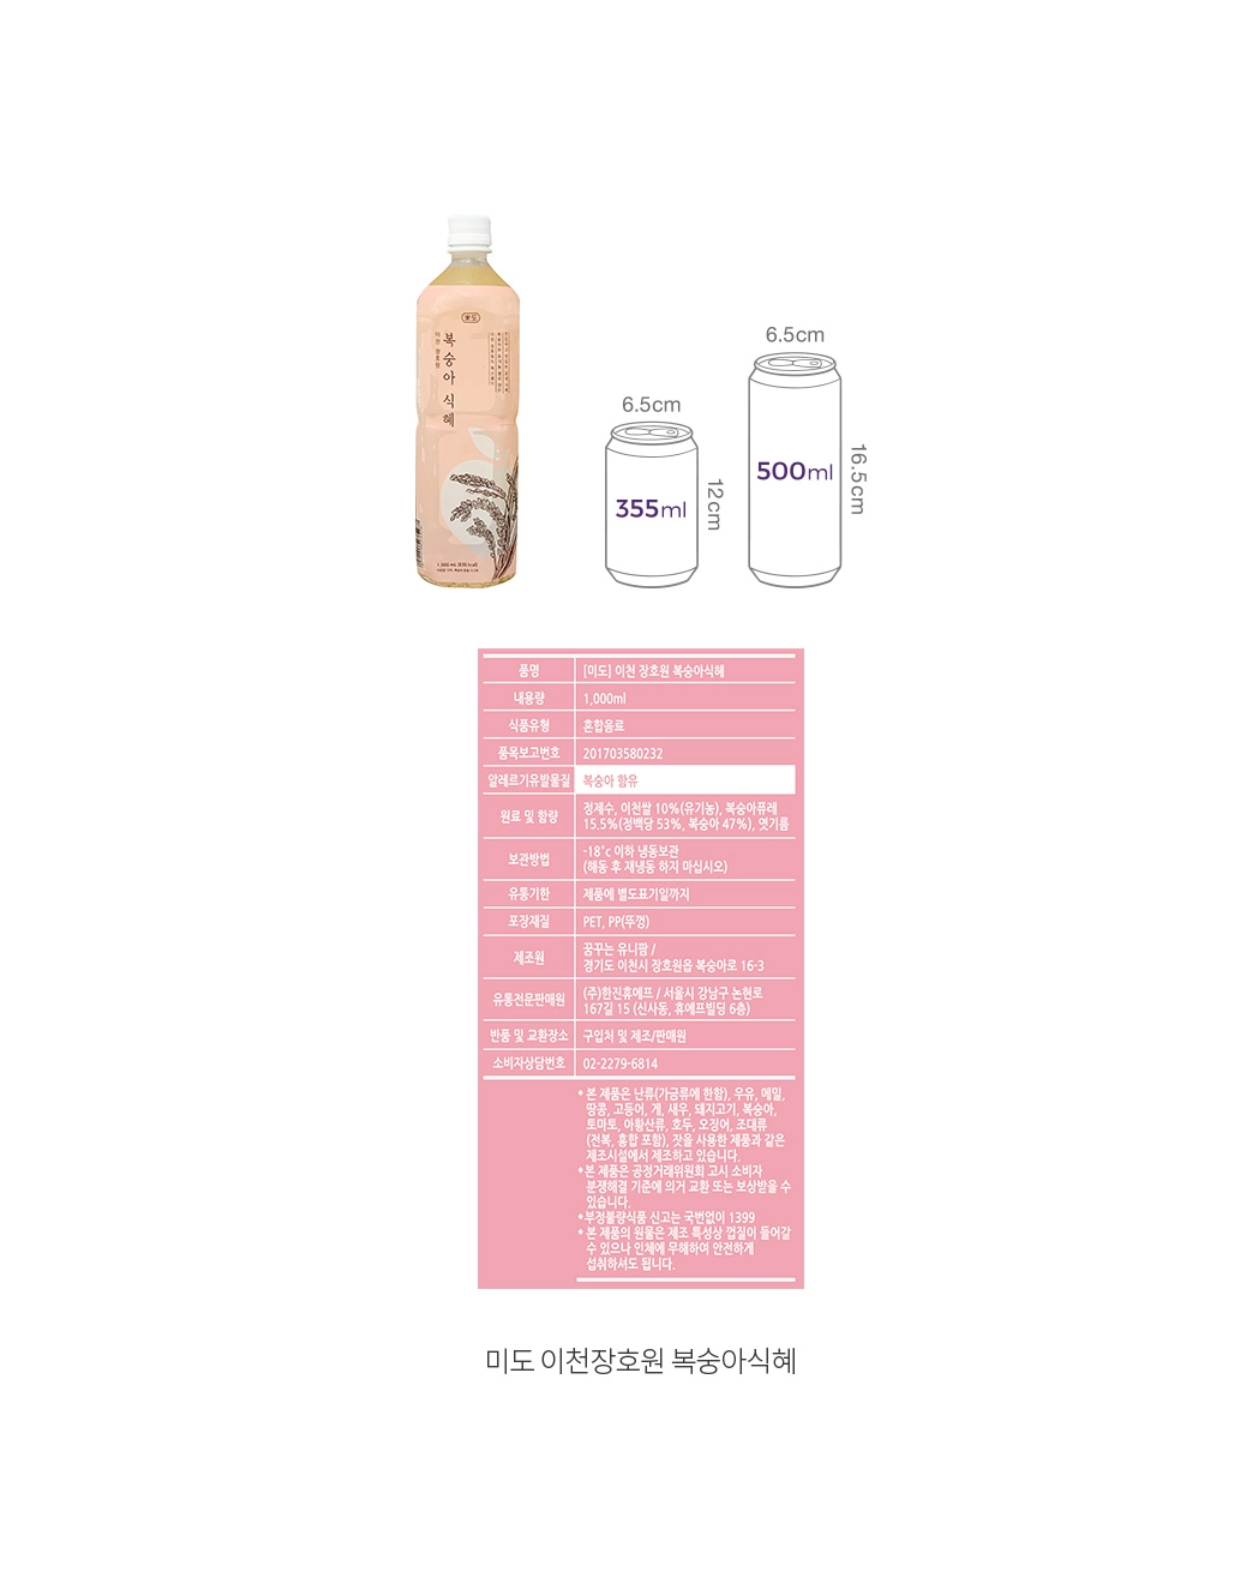 米도
복숭아 식혜
이천 장호원
1,000 mL (630 kcal)
6.5cm
355ml
12cm
6.5cm
500ml
16.5cm
품명 [미도] 이천 장호원 복숭아식혜
내용량 1,000ml
식품유형 혼합음료
품목보고번호 201703580232
알레르기유발물질 복숭아 함유
원료 및 함량 정제수, 이천쌀 10%(유기농), 복숭아퓨레
15.5%(정백당 53%, 복숭아 47%), 엿기름
보관방법 -18°c 이하 냉동보관
(해동 후 재냉동 하지 마십시오)
유통기한 제품에 별도표기일까지
포장재질 PET, PP(뚜껑)
제조원 꿈꾸는 유니팜 /
경기도 이천시 장호원읍 복숭아로 16-3
유통전문판매원 (주)한진휴에프 / 서울시 강남구 논현로
167길 15 (신사동, 휴에프빌딩 6층)
반품 및 교환장소 구입처 및 제조/판매원
소비자상담번호 02-2279-6814
• 본 제품은 난류(가금류에 한함), 우유, 메밀,
땅콩, 고등어, 게, 새우, 돼지고기, 복숭아,
토마토, 아황산류, 호두, 오징어, 조대류
(전복, 홍합 포함), 잣을 사용한 제품과 같은
제조시설에서 제조하고 있습니다.
• 본 제품은 공정거래위원회 고시 소비자
분쟁해결 기준에 의거 교환 또는 보상받을 수
있습니다.
• 부정불량식품 신고는 국번없이 1399
• 본 제품의 원물은 제조 특성상 껍질이 들어갈
수 있으나 인체에 무해하여 안전하게
섭취하셔도 됩니다.
미도 이천장호원 복숭아식혜